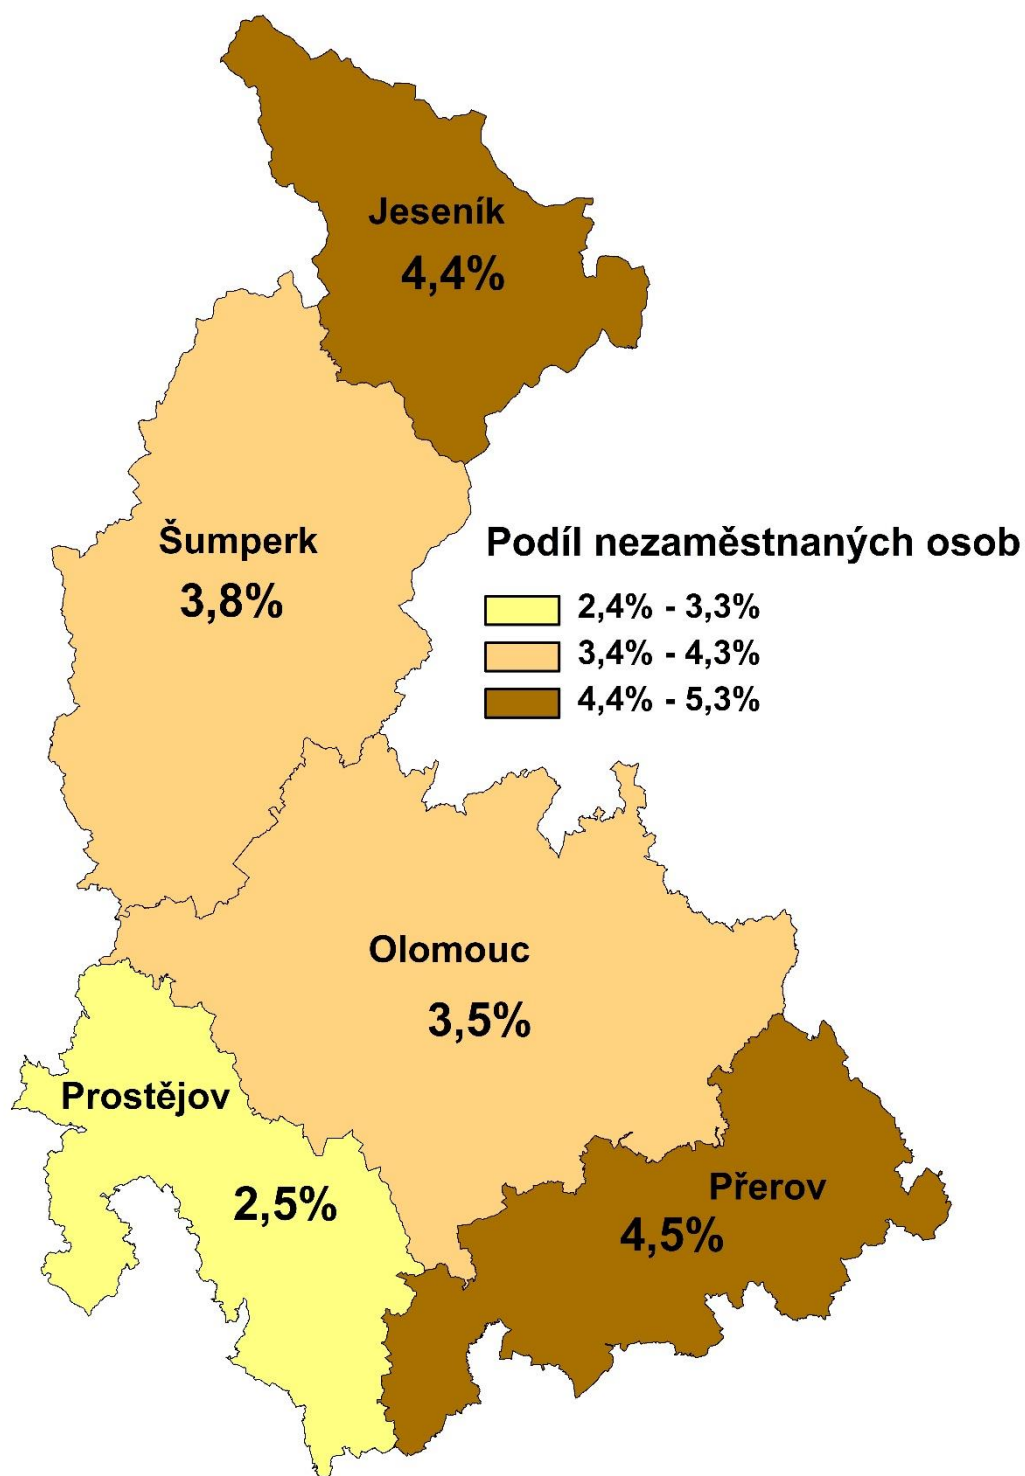 Jeseník
4,4%
Šumperk
3,8%
Podíl nezaměstnaných osob
2,4% - 3,3%
3,4% - 4,3%
4,4% - 5,3%
Olomouc
3,5%
Prostějov
2,5%
Přerov
4,5%